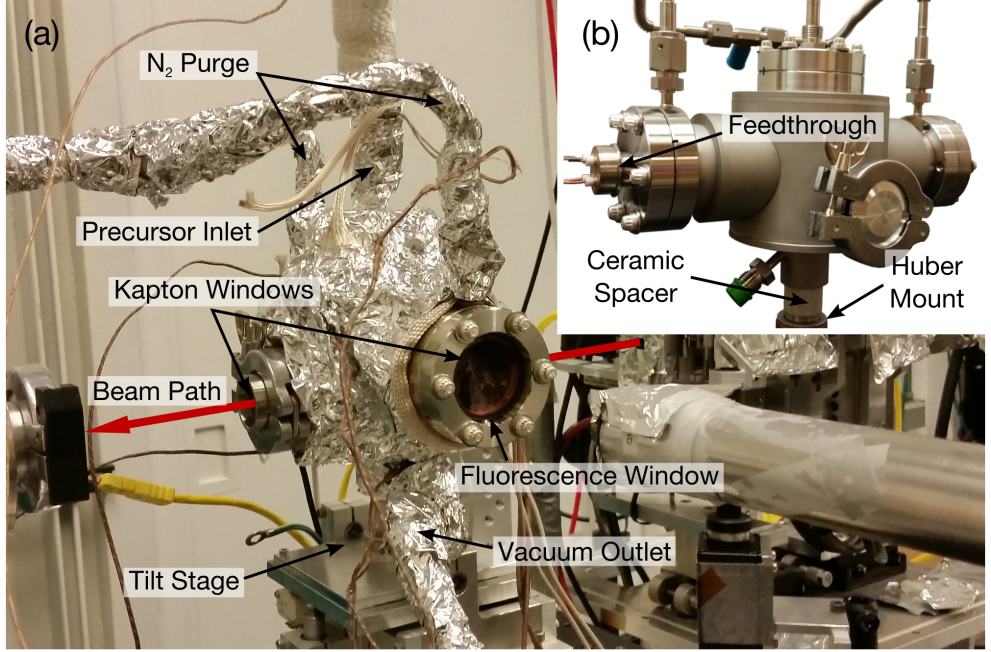 (a)
N₂ Purge
Precursor Inlet
Kapton Windows
Beam Path
Fluorescence Window
Vacuum Outlet
Tilt Stage
(b)
Feedthrough
Ceramic
Spacer
Huber
Mount